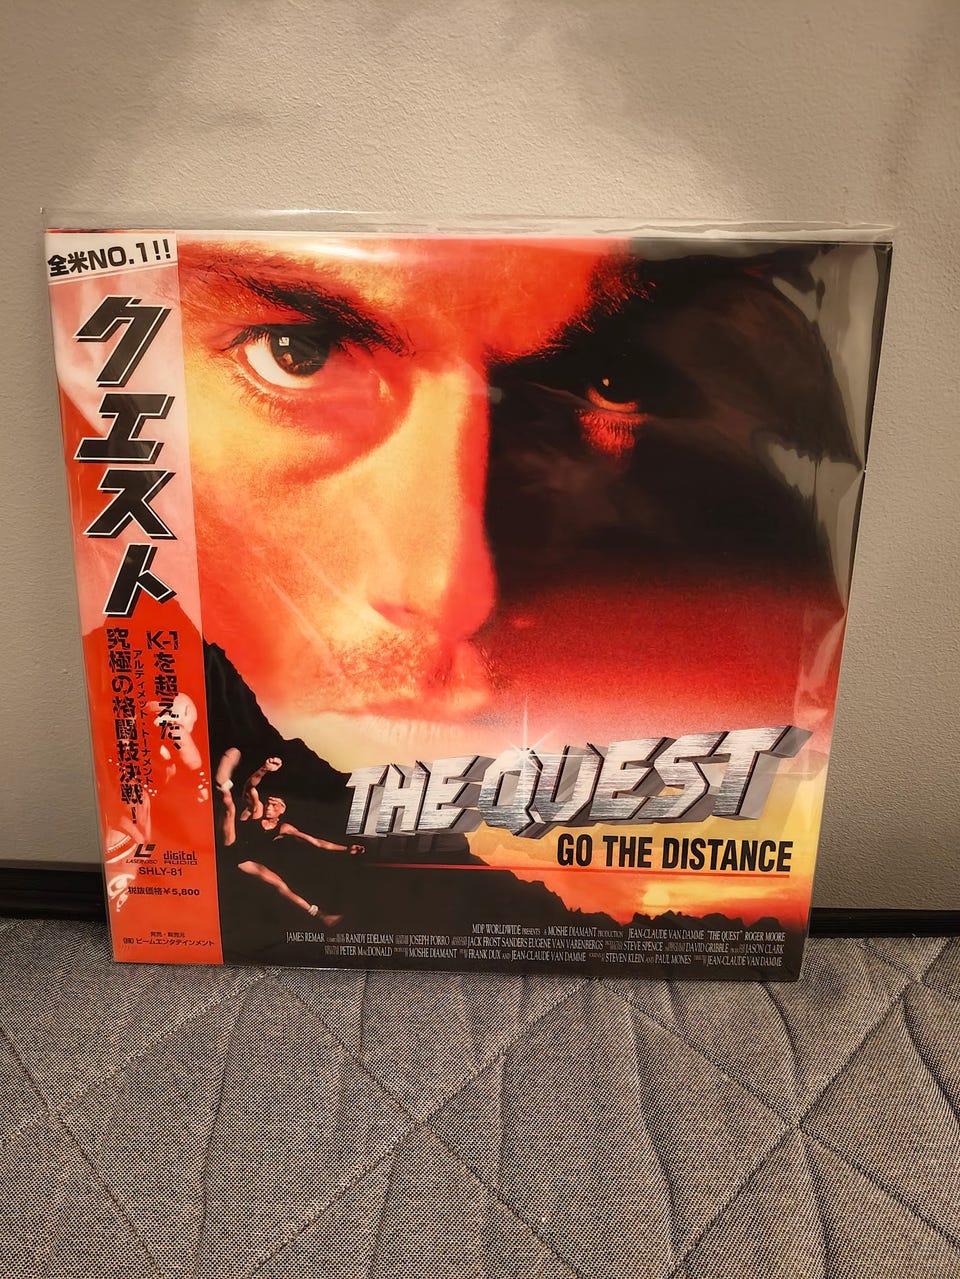 全米NO.1!!
クエスト
K-1を超えた、
アルティメット・トーナメント
究極の格闘技決戦!
LASERDISC
digital
AUDIO
SHLY-81
税抜価格¥5,800
発売・販売元
(株)ビームエンタテインメント
THE QUEST
GO THE DISTANCE
MDP WORLDWIDE PRESENTS A MOSHE DIAMANT PRODUCTION JEAN-CLAUDE VAN DAMME "THE QUEST" ROGER MOORE
JAMES REMAR RANDY EDELMAN JOSEPH PORRO JACK FROST SANDERS EUGENE VAN VARENBERG STEVE SPENCE DAVID GRIBBLE JASON CLARK
PETER MACDONALD MOSHE DIAMANT FRANK DUX AND JEAN-CLAUDE VAN DAMME STEVEN KLEIN AND PAUL MONES JEAN-CLAUDE VAN DAMME